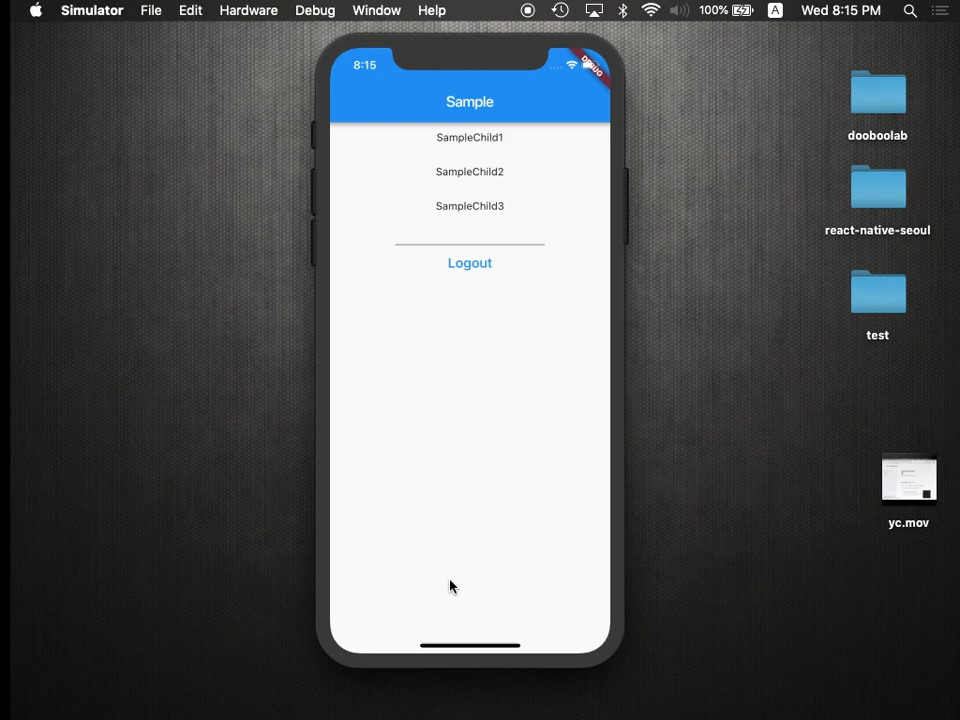 Simulator File Edit Hardware Debug Window Help 100% A Wed 8:15 PM
8:15
DEBUG
Sample
SampleChild1
SampleChild2
SampleChild3
Logout
dooboolab
react-native-seoul
test
yc.mov